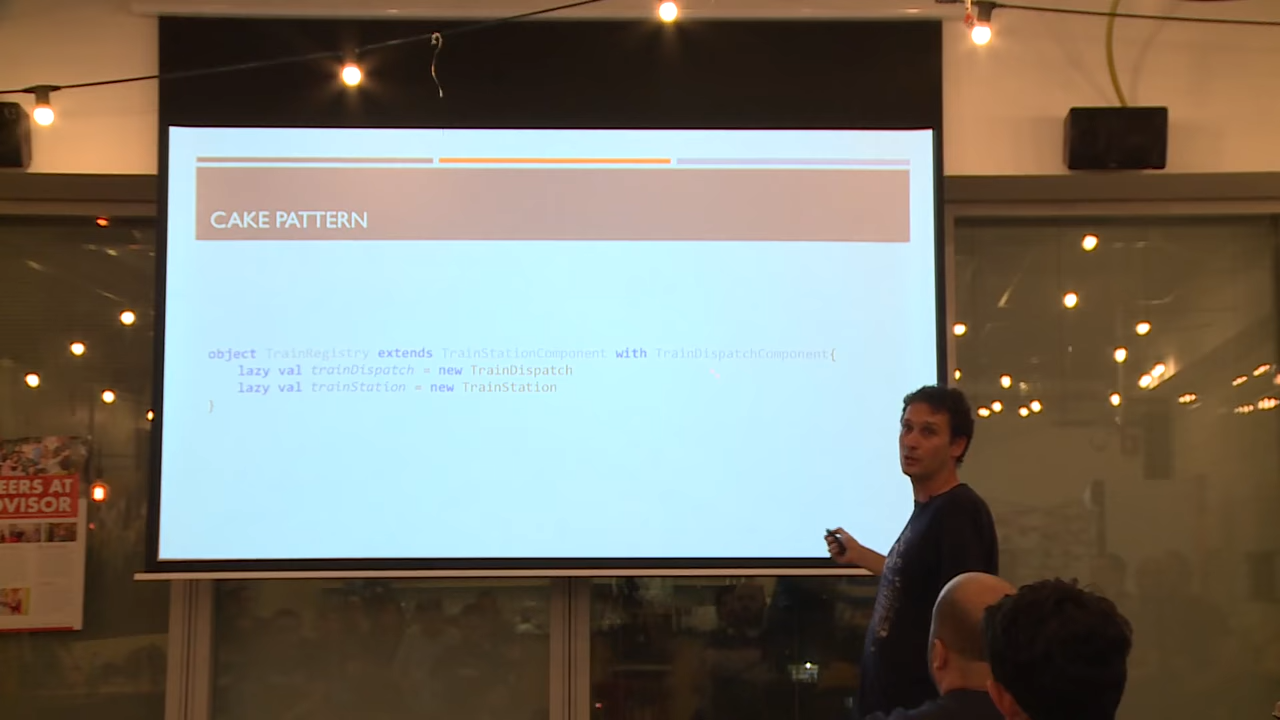 CAKE PATTERN
object TrainRegistry extends TrainStationComponent with TrainDispatchComponent{
lazy val trainDispatch = new TrainDispatch
lazy val trainStation = new TrainStation
}
EERS AT
OVISOR